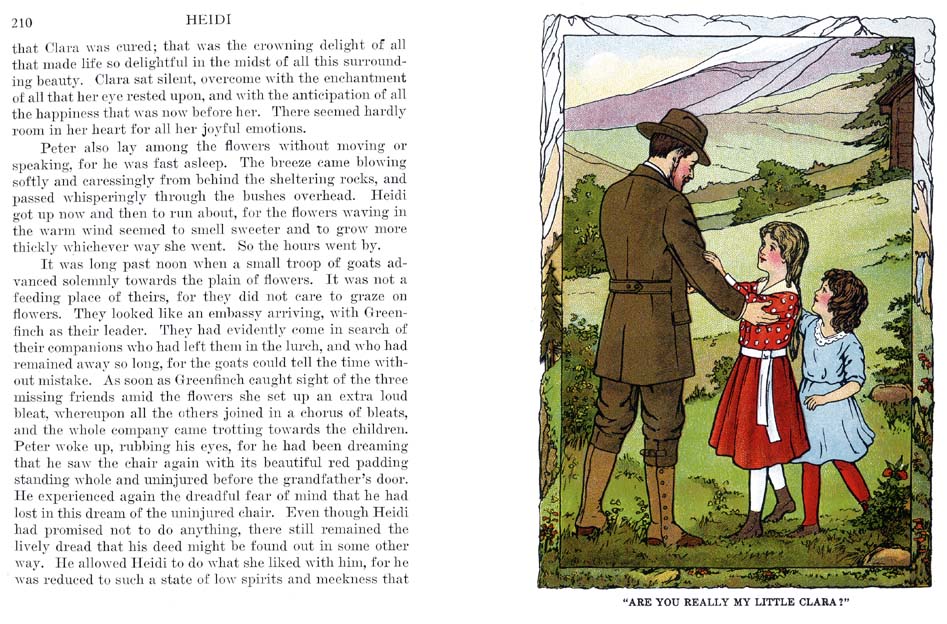 210 HEIDI
that Clara was cured; that was the crowning delight of all
that made life so delightful in the midst of all this surround-
ing beauty. Clara sat silent, overcome with the enchantment
of all that her eye rested upon, and with the anticipation of all
the happiness that was now before her. There seemed hardly
room in her heart for all her joyful emotions.
Peter also lay among the flowers without moving or
speaking, for he was fast asleep. The breeze came blowing
softly and caressingly from behind the sheltering rocks, and
passed whisperingly through the bushes overhead. Heidi
got up now and then to run about, for the flowers waving in
the warm wind seemed to smell sweeter and to grow more
thickly whichever way she went. So the hours went by.
It was long past noon when a small troop of goats ad-
vanced solemnly towards the plain of flowers. It was not a
feeding place of theirs, for they did not care to graze on
flowers. They looked like an embassy arriving, with Green-
finch as their leader. They had evidently come in search of
their companions who had left them in the lurch, and who had
remained away so long, for the goats could tell the time with-
out mistake. As soon as Greenfinch caught sight of the three
missing friends amid the flowers she set up an extra loud
bleat, whereupon all the others joined in a chorus of bleats,
and the whole company came trotting towards the children.
Peter woke up, rubbing his eyes, for he had been dreaming
that he saw the chair again with its beautiful red padding
standing whole and uninjured before the grandfather's door.
He experienced again the dreadful fear of mind that he had
lost in this dream of the uninjured chair. Even though Heidi
had promised not to do anything, there still remained the
lively dread that his deed might be found out in some other
way. He allowed Heidi to do what she liked with him, for he
was reduced to such a state of low spirits and meekness that
"ARE YOU REALLY MY LITTLE CLARA?"